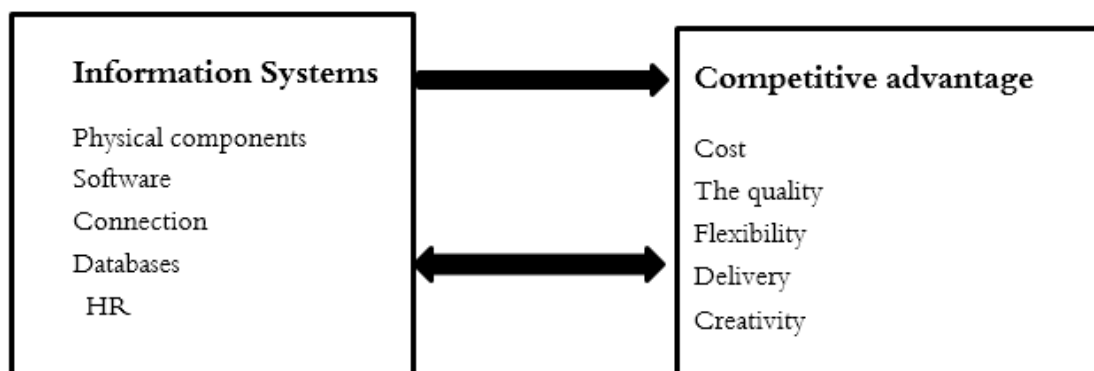 Information Systems
Physical components
Software
Connection
Databases
HR
Competitive advantage
Cost
The quality
Flexibility
Delivery
Creativity